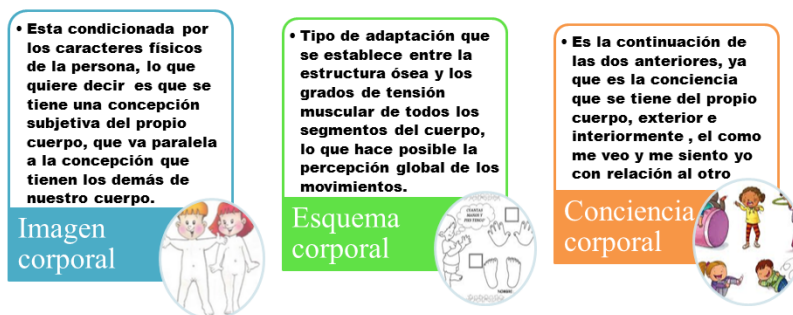 • Esta condicionada por
los caracteres físicos
de la persona, lo que
quiere decir es que se
tiene una concepción
subjetiva del propio
cuerpo, que va paralela
a la concepción que
tienen los demás de
nuestro cuerpo.
Imagen
corporal
• Tipo de adaptación que
se establece entre la
estructura ósea y los
grados de tensión
muscular de todos los
segmentos del cuerpo,
lo que hace posible la
percepción global de los
movimientos.
Esquema
corporal
• Es la continuación de
las dos anteriores, ya
que es la conciencia
que se tiene del propio
cuerpo, exterior e
interiormente , el como
me veo y me siento yo
con relación al otro
Conciencia
corporal